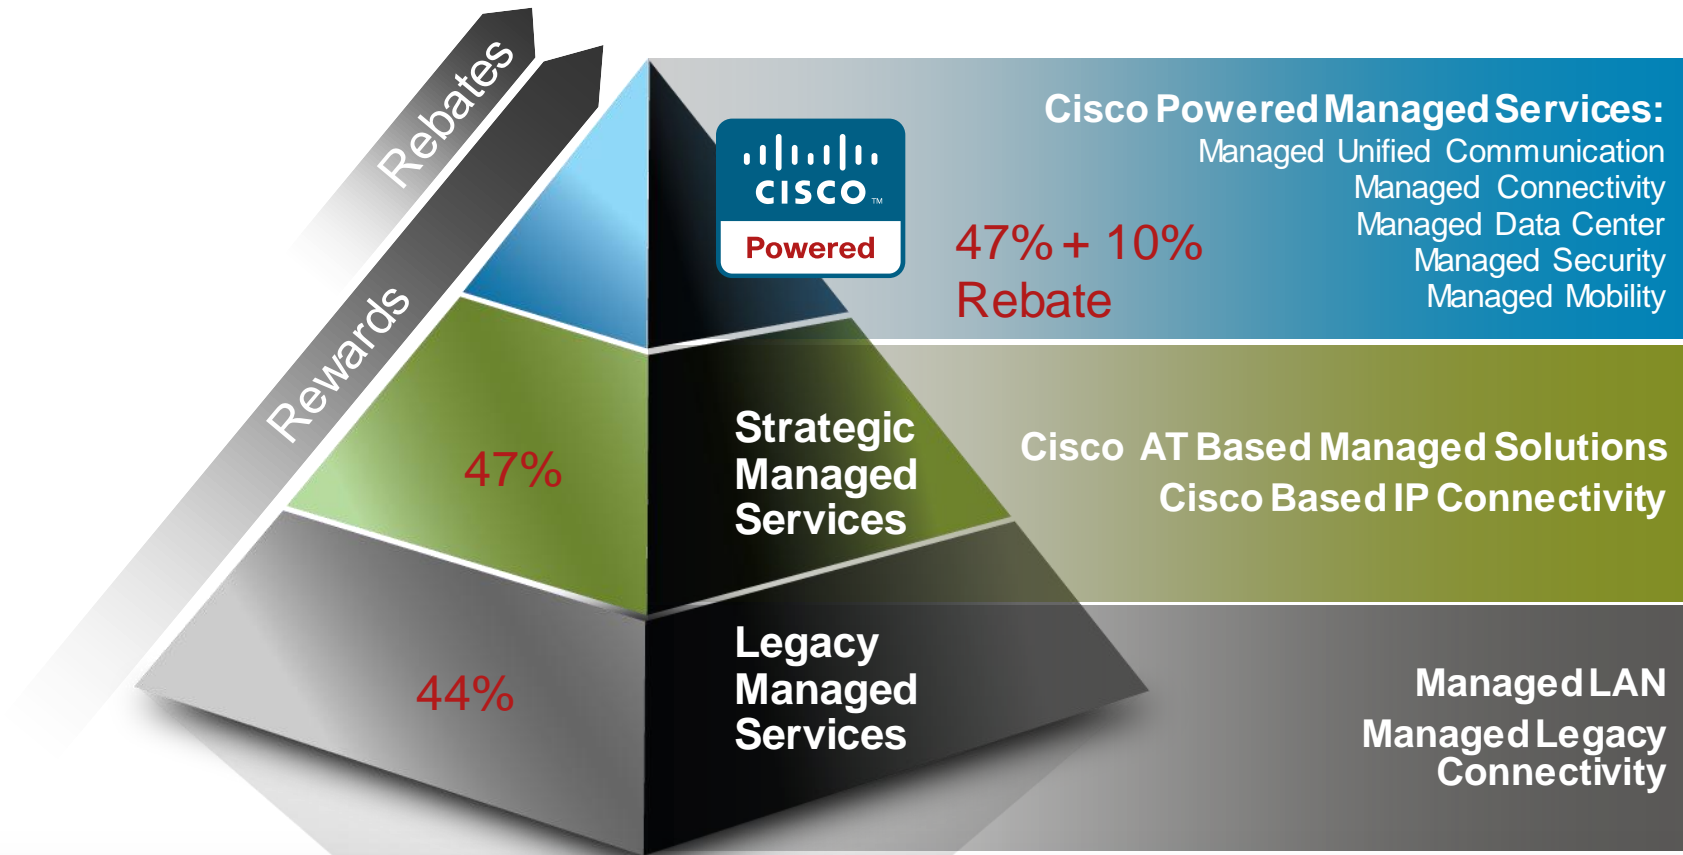 Rebates
Rewards
CISCO™
Powered
47% + 10%
Rebate
Cisco Powered Managed Services:
Managed Unified Communication
Managed Connectivity
Managed Data Center
Managed Security
Managed Mobility
47%
Strategic
Managed
Services
Cisco AT Based Managed Solutions
Cisco Based IP Connectivity
44%
Legacy
Managed
Services
Managed LAN
Managed Legacy
Connectivity